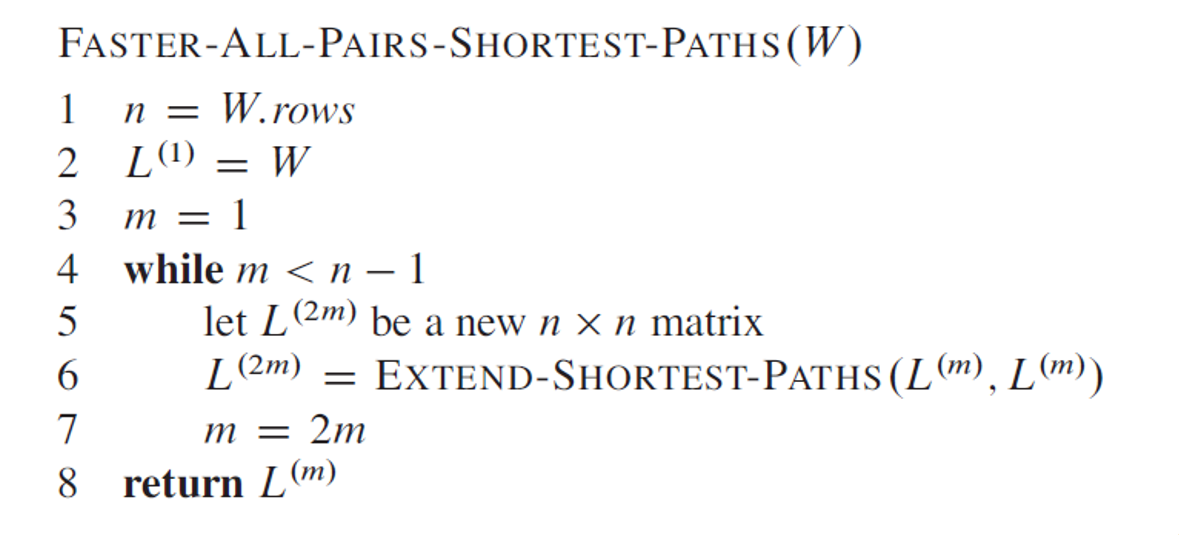 FASTER-ALL-PAIRS-SHORTEST-PATHS(W)
1 n = W.rows
2 L^(1) = W
3 m = 1
4 while m < n − 1
5 let L^(2m) be a new n × n matrix
6 L^(2m) = EXTEND-SHORTEST-PATHS(L^(m), L^(m))
7 m = 2m
8 return L^(m)